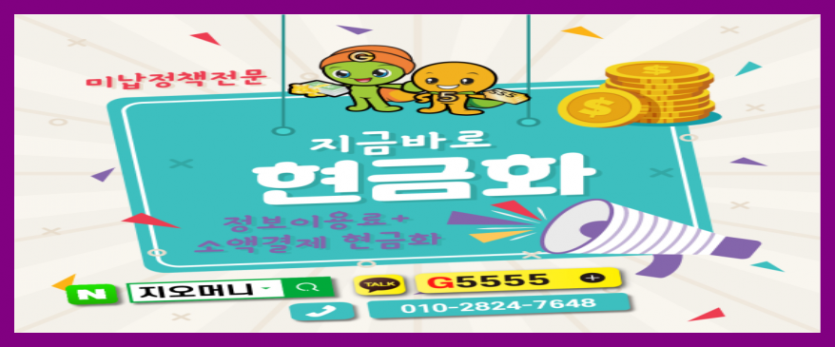 미납정책전문
지금바로
현금화
정보이용료+
소액결제 현금화
N 지오머니
TALK G5555 +
010-2824-7648